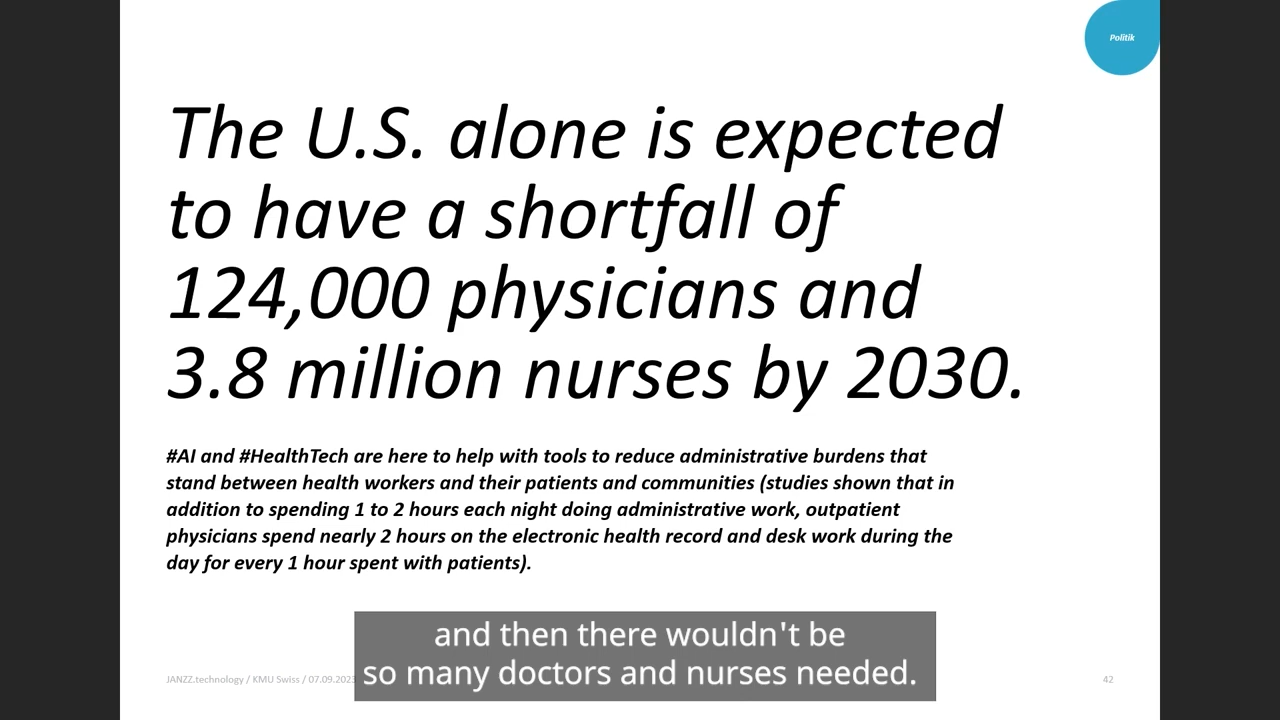 Politik
The U.S. alone is expected
to have a shortfall of
124,000 physicians and
3.8 million nurses by 2030.
#AI and #HealthTech are here to help with tools to reduce administrative burdens that
stand between health workers and their patients and communities (studies shown that in
addition to spending 1 to 2 hours each night doing administrative work, outpatient
physicians spend nearly 2 hours on the electronic health record and desk work during the
day for every 1 hour spent with patients).
and then there wouldn't be
so many doctors and nurses needed.
JANZZ.technology / KMU Swiss / 07.09.2023
42